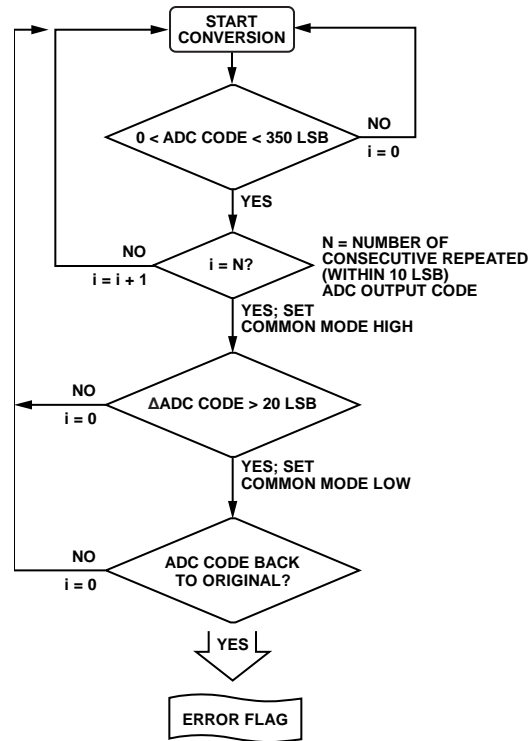 START
CONVERSION
0 < ADC CODE < 350 LSB
NO
i = 0
YES
NO
i = i + 1
i = N?
N = NUMBER OF
CONSECUTIVE REPEATED
(WITHIN 10 LSB)
ADC OUTPUT CODE
YES; SET
COMMON MODE HIGH
NO
i = 0
ΔADC CODE > 20 LSB
YES; SET
COMMON MODE LOW
NO
i = 0
ADC CODE BACK
TO ORIGINAL?
YES
ERROR FLAG